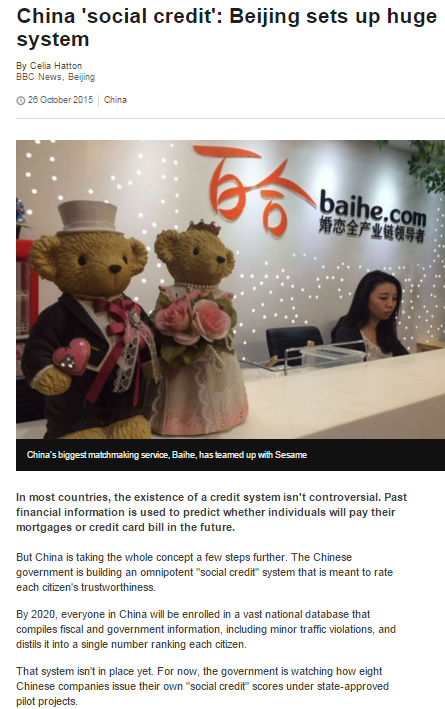 China 'social credit': Beijing sets up huge
system
By Celia Hatton
BBC News, Beijing
26 October 2015 | China
百合
baihe.com
婚恋全产业链领导者
China's biggest matchmaking service, Baihe, has teamed up with Sesame
In most countries, the existence of a credit system isn't controversial. Past
financial information is used to predict whether individuals will pay their
mortgages or credit card bill in the future.
But China is taking the whole concept a few steps further. The Chinese
government is building an omnipotent "social credit" system that is meant to rate
each citizen's trustworthiness.
By 2020, everyone in China will be enrolled in a vast national database that
compiles fiscal and government information, including minor traffic violations, and
distils it into a single number ranking each citizen.
That system isn't in place yet. For now, the government is watching how eight
Chinese companies issue their own "social credit" scores under state-approved
pilot projects.